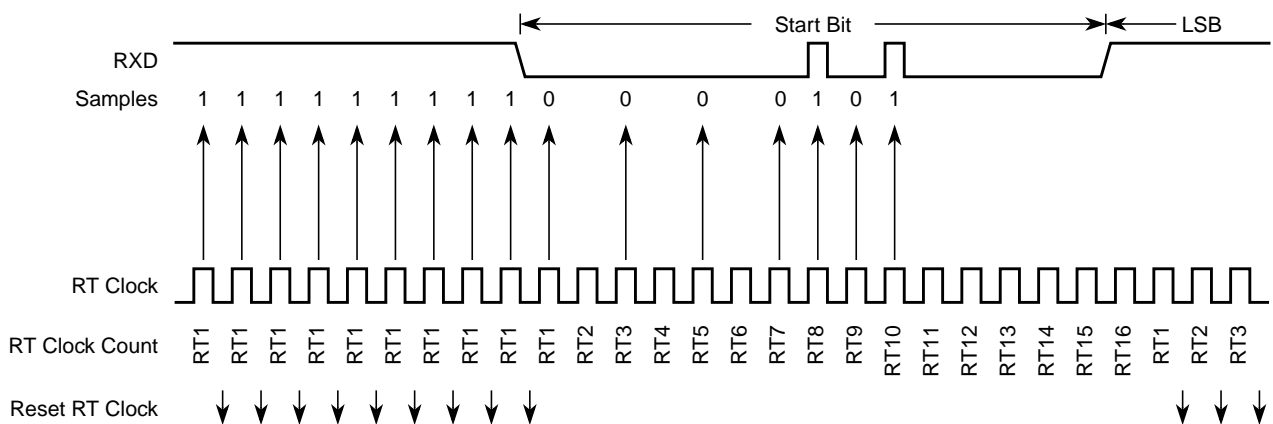 Start Bit LSB
RXD
Samples 1 1 1 1 1 1 1 1 1 0 0 0 0 1 0 1
RT Clock
RT Clock Count RT1 RT1 RT1 RT1 RT1 RT1 RT1 RT1 RT1 RT1 RT2 RT3 RT4 RT5 RT6 RT7 RT8 RT9 RT10 RT11 RT12 RT13 RT14 RT15 RT16 RT1 RT2 RT3
Reset RT Clock